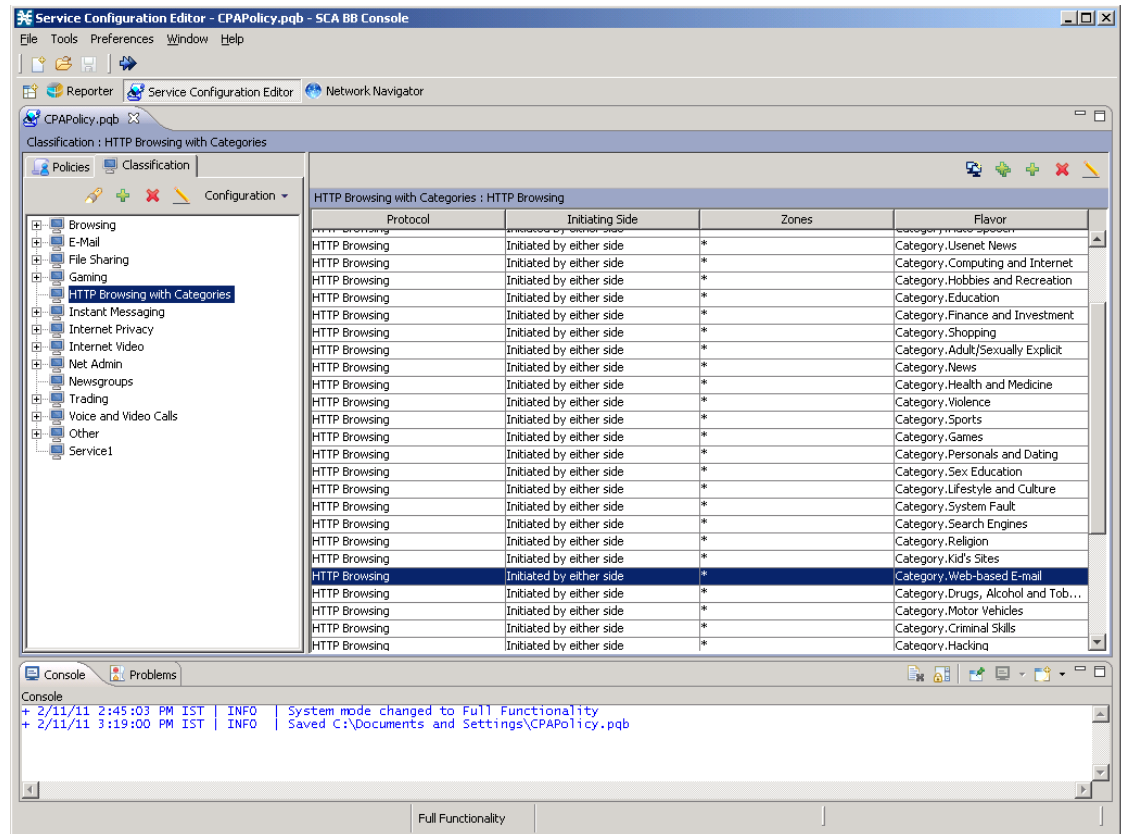 Service Configuration Editor - CPAPolicy.pqb - SCA BB Console
File Tools Preferences Window Help
Reporter Service Configuration Editor Network Navigator
CPAPolicy.pqb
Classification : HTTP Browsing with Categories
Policies Classification
Configuration
Browsing
E-Mail
File Sharing
Gaming
HTTP Browsing with Categories
Instant Messaging
Internet Privacy
Internet Video
Net Admin
Newsgroups
Trading
Voice and Video Calls
Other
Service1
HTTP Browsing with Categories : HTTP Browsing
Protocol Initiating Side Zones Flavor
HTTP Browsing Initiated by either side * Category.Usenet News
HTTP Browsing Initiated by either side * Category.Computing and Internet
HTTP Browsing Initiated by either side * Category.Hobbies and Recreation
HTTP Browsing Initiated by either side * Category.Education
HTTP Browsing Initiated by either side * Category.Finance and Investment
HTTP Browsing Initiated by either side * Category.Shopping
HTTP Browsing Initiated by either side * Category.Adult/Sexually Explicit
HTTP Browsing Initiated by either side * Category.News
HTTP Browsing Initiated by either side * Category.Health and Medicine
HTTP Browsing Initiated by either side * Category.Violence
HTTP Browsing Initiated by either side * Category.Sports
HTTP Browsing Initiated by either side * Category.Games
HTTP Browsing Initiated by either side * Category.Personals and Dating
HTTP Browsing Initiated by either side * Category.Sex Education
HTTP Browsing Initiated by either side * Category.Lifestyle and Culture
HTTP Browsing Initiated by either side * Category.System Fault
HTTP Browsing Initiated by either side * Category.Search Engines
HTTP Browsing Initiated by either side * Category.Religion
HTTP Browsing Initiated by either side * Category.Kid's Sites
HTTP Browsing Initiated by either side * Category.Web-based E-mail
HTTP Browsing Initiated by either side * Category.Drugs, Alcohol and Tob...
HTTP Browsing Initiated by either side * Category.Motor Vehicles
HTTP Browsing Initiated by either side * Category.Criminal Skills
HTTP Browsing Initiated by either side * Category.Hacking
Console Problems
Console
+ 2/11/11 2:45:03 PM IST | INFO | System mode changed to Full Functionality
+ 2/11/11 3:19:00 PM IST | INFO | Saved C:\Documents and Settings\CPAPolicy.pqb
Full Functionality